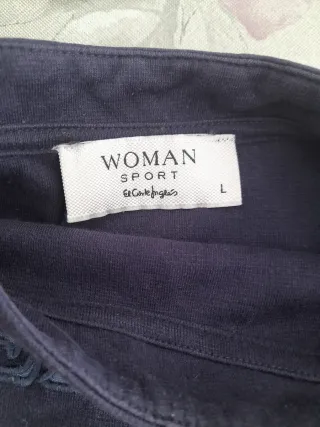 WOMAN
SPORT
El Corte Inglés
L